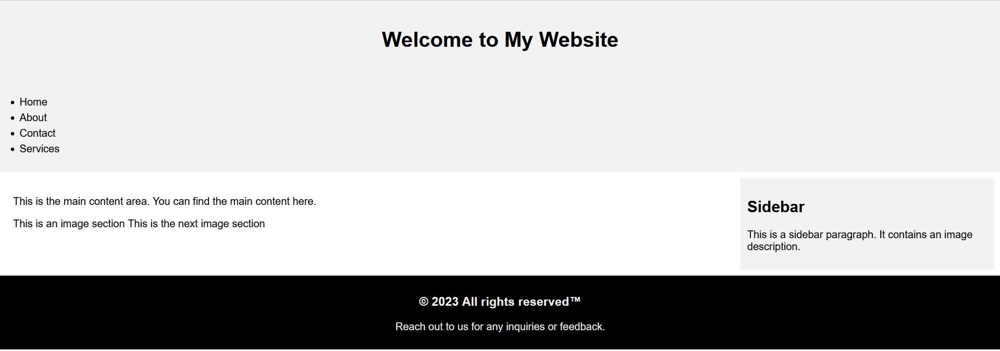 Welcome to My Website
Home
About
Contact
Services
This is the main content area. You can find the main content here.
This is an image section This is the next image section
Sidebar
This is a sidebar paragraph. It contains an image
description.
© 2023 All rights reserved™
Reach out to us for any inquiries or feedback.